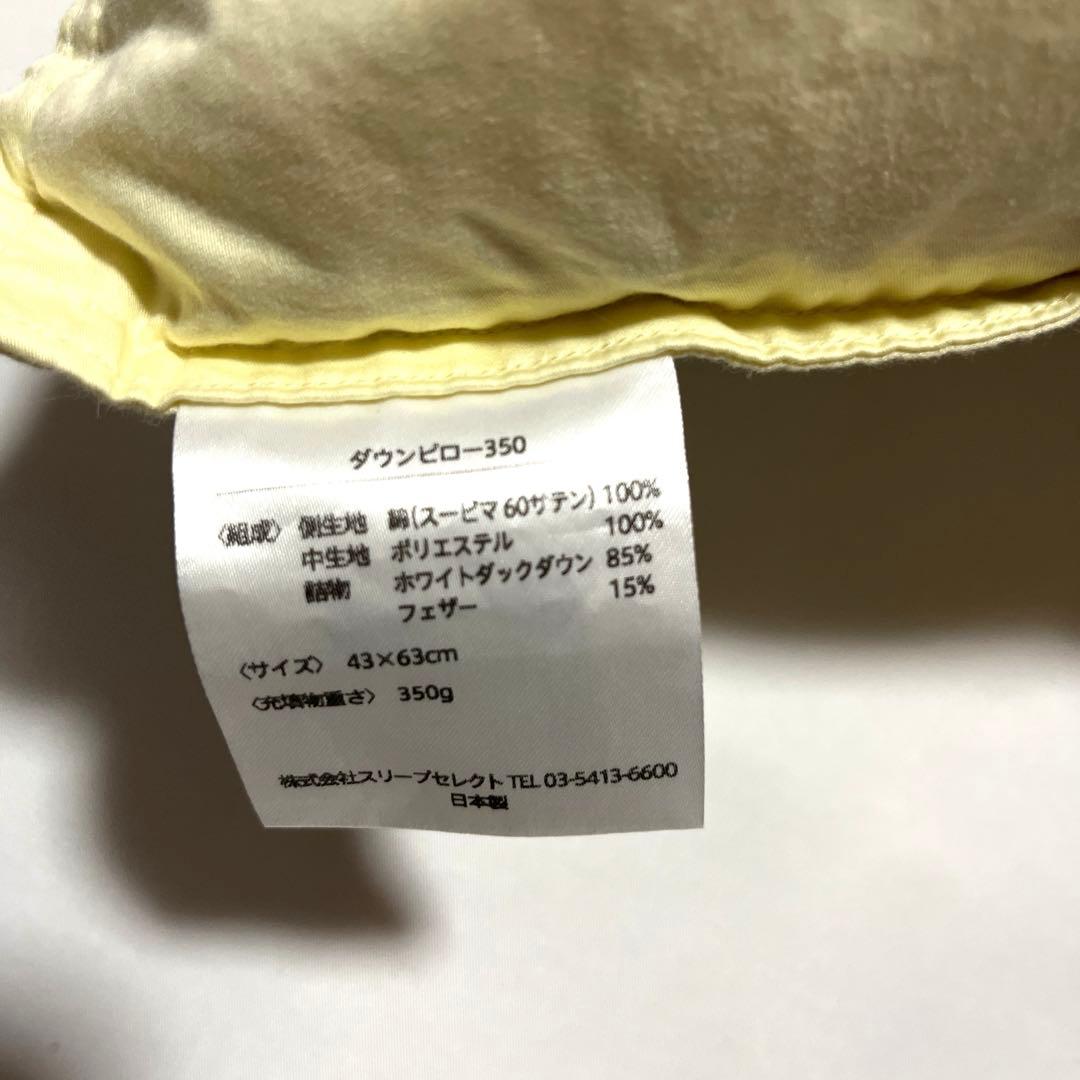 ダウンピロー350
〈組成〉 側生地 綿(スーピマ60サテン) 100%
中生地 ポリエステル 100%
詰物 ホワイトダックダウン 85%
フェザー 15%
〈サイズ〉 43×63cm
〈充填物重さ〉 350g
株式会社スリープセレクト TEL 03-5413-6600
日本製